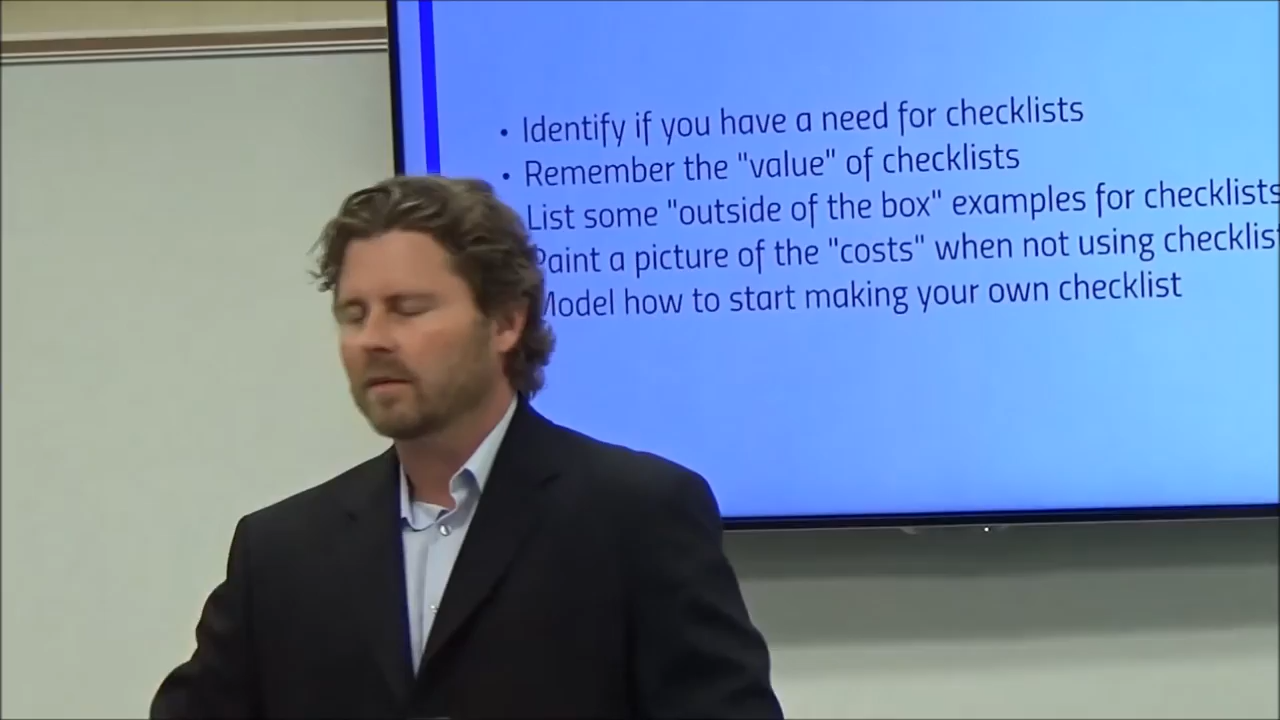 • Identify if you have a need for checklists
• Remember the "value" of checklists
List some "outside of the box" examples for checklists
Paint a picture of the "costs" when not using checklist
Model how to start making your own checklist